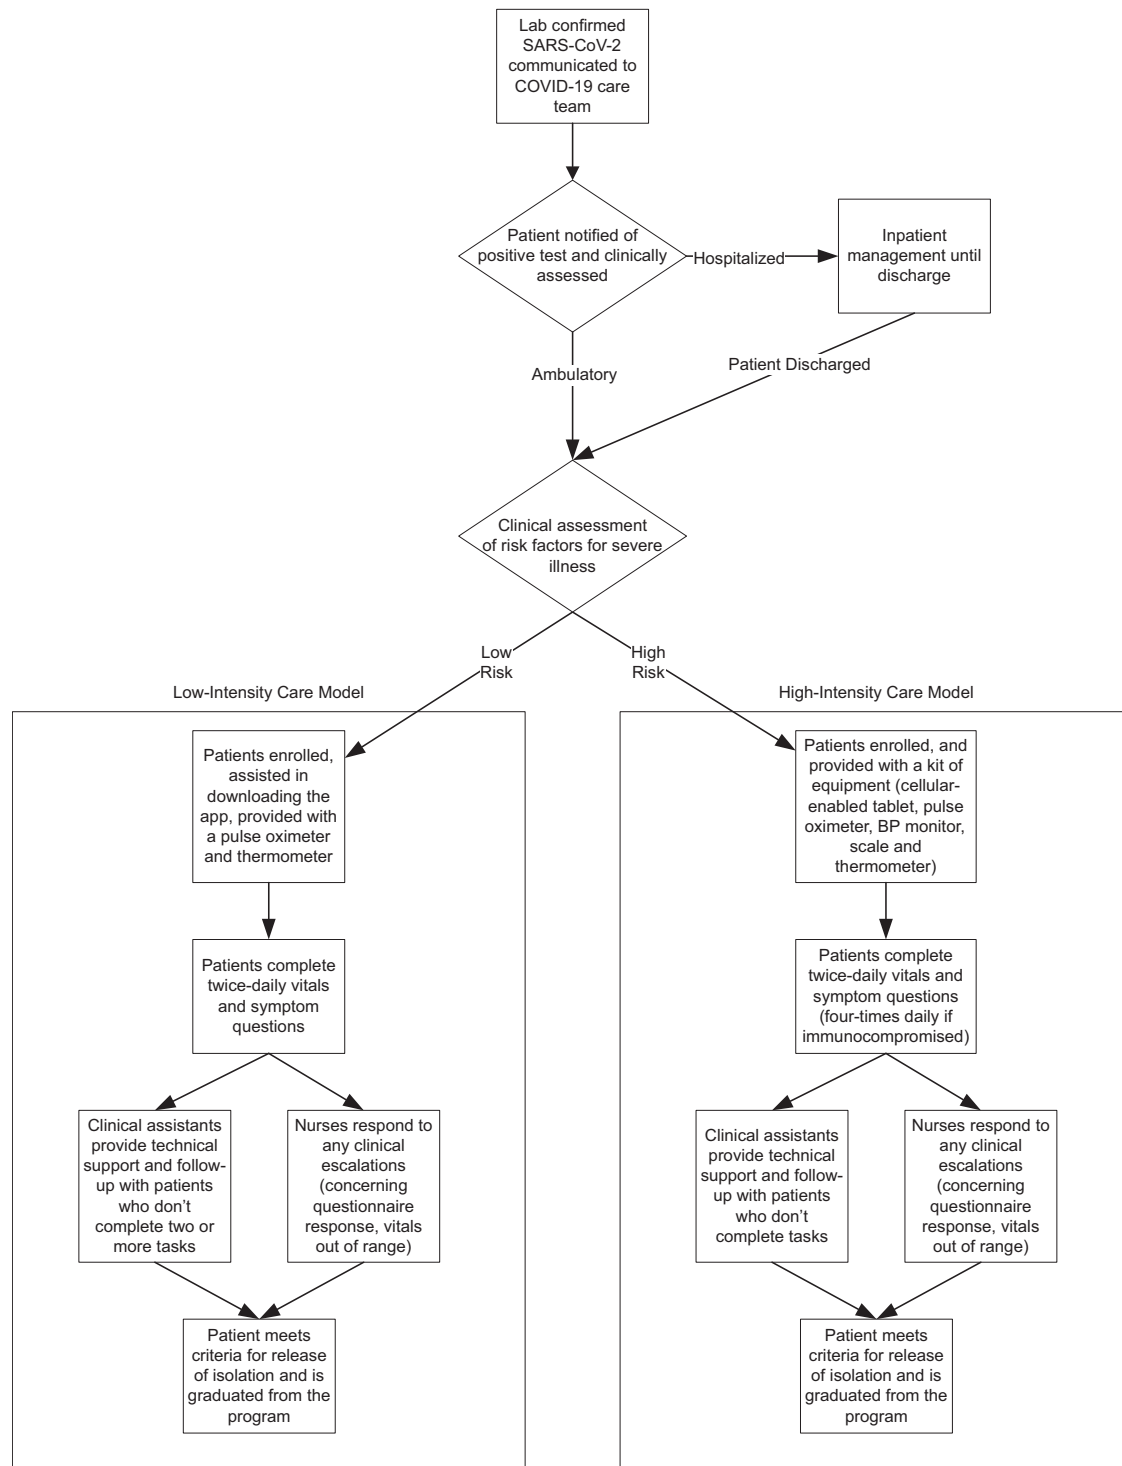 Lab confirmed
SARS-CoV-2
communicated to
COVID-19 care
team
Patient notified of
positive test and clinically
assessed
Hospitalized
Inpatient
management until
discharge
Ambulatory
Patient Discharged
Clinical assessment
of risk factors for severe
illness
Low
Risk
High
Risk
Low-Intensity Care Model
Patients enrolled,
assisted in
downloading the
app, provided with
a pulse oximeter
and thermometer
Patients complete
twice-daily vitals
and symptom
questions
Clinical assistants
provide technical
support and follow-
up with patients
who don’t
complete two or
more tasks
Nurses respond to
any clinical
escalations
(concerning
questionnaire
response, vitals
out of range)
Patient meets
criteria for release
of isolation and is
graduated from the
program
High-Intensity Care Model
Patients enrolled, and
provided with a kit of
equipment (cellular-
enabled tablet, pulse
oximeter, BP monitor,
scale and
thermometer)
Patients complete
twice-daily vitals and
symptom questions
(four-times daily if
immunocompromised)
Clinical assistants
provide technical
support and follow-
up with patients
who don’t
complete tasks
Nurses respond to
any clinical
escalations
(concerning
questionnaire
response, vitals
out of range)
Patient meets
criteria for release
of isolation and is
graduated from the
program